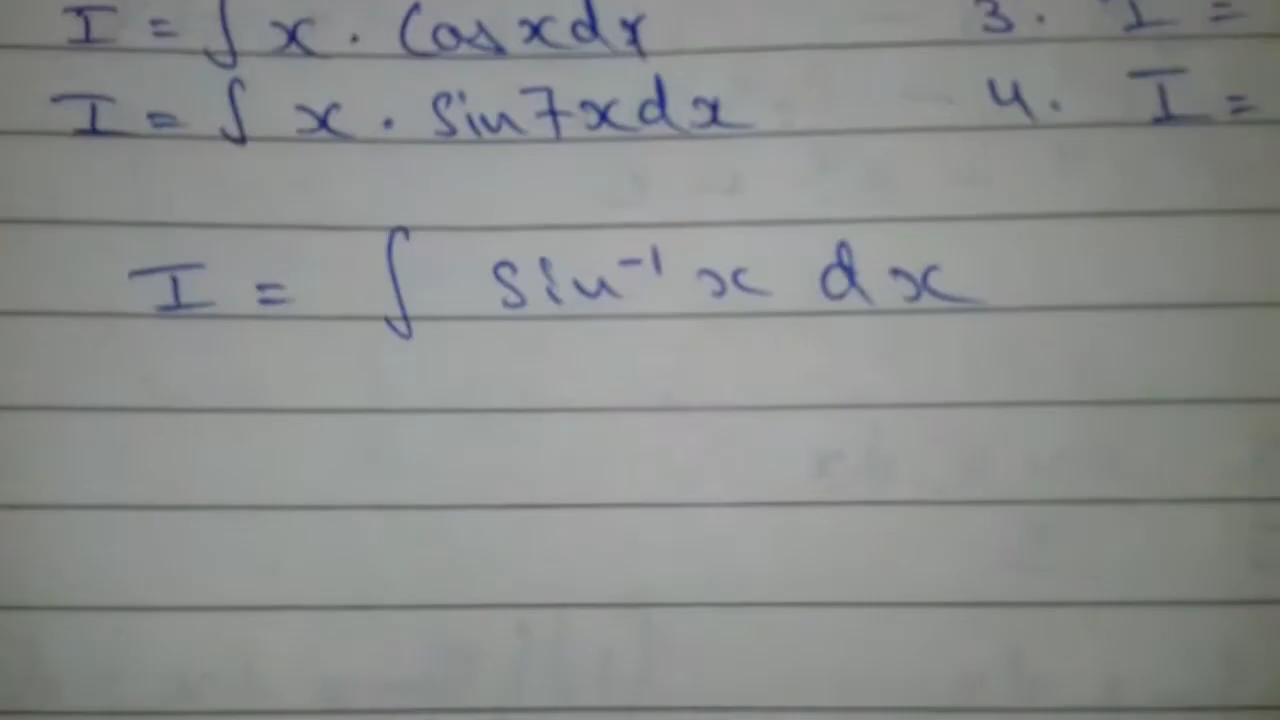 I = ∫ x . Cos x dx 3. I =
I = ∫ x . Sin 7x dx 4. I =
I = ∫ Sin⁻¹ x dx